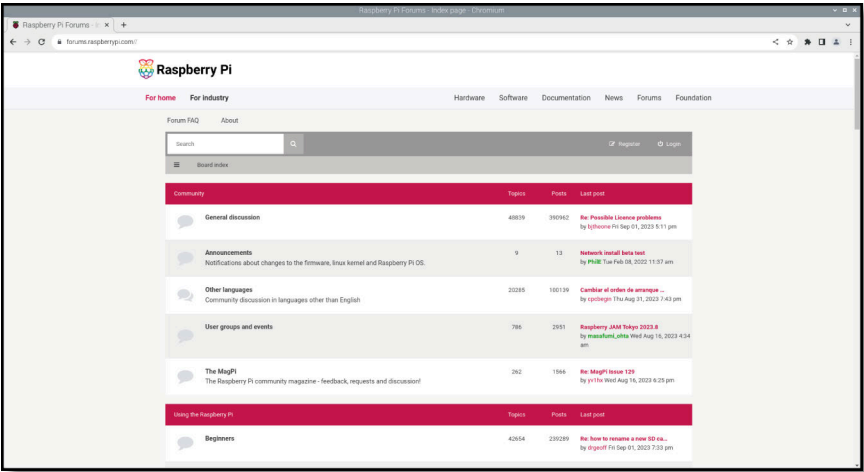 Raspberry Pi Forums - Index page - Chromium
Raspberry Pi Forums - I
forums.raspberrypi.com//
Raspberry Pi
For home For industry Hardware Software Documentation News Forums Foundation
Forum FAQ About
Search Register Login
Board index
Community Topics Posts Last post
General discussion 48839 390962 Re: Possible Licence problems
by bjtheone Fri Sep 01, 2023 5:11 pm
Announcements 9 13 Network install beta test
Notifications about changes to the firmware, linux kernel and Raspberry Pi OS. by PhilE Tue Feb 08, 2022 11:57 am
Other languages 20285 100139 Cambiar el orden de arranque ...
Community discussion in languages other than English by cpcbegin Thu Aug 31, 2023 7:43 pm
User groups and events 786 2951 Raspberry JAM Tokyo 2023.8
by masafumi_ohta Wed Aug 16, 2023 4:34
am
The MagPi 262 1566 Re: MagPi Issue 129
The Raspberry Pi community magazine - feedback, requests and discussion! by yv1hx Wed Aug 16, 2023 6:25 pm
Using the Raspberry Pi Topics Posts Last post
Beginners 42654 239289 Re: how to rename a new SD ca...
by drgeoff Fri Sep 01, 2023 7:33 pm